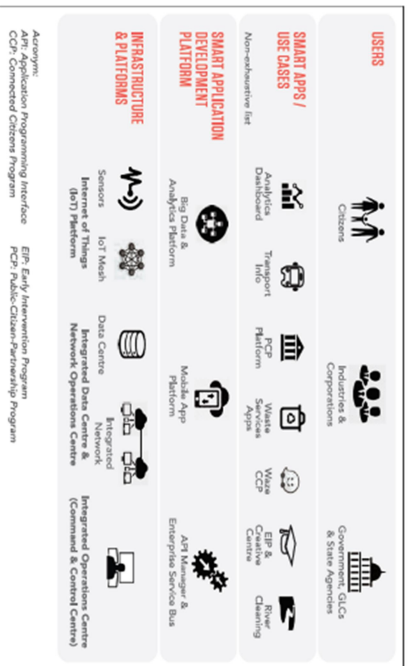 USERS
Citizens
Industries &
Corporations
Government, GLCs
& State Agencies
SMART APPS /
USE CASES
Non-exhaustive list
Analytics
Dashboard
Transport
Info
PCP
Platform
Waste
Services
Apps
Waze
CCP
EIP &
Creative
Centre
River
Cleaning
SMART APPLICATION
DEVELOPMENT
PLATFORM
Big Data &
Analytics Platform
Mobile App
Platform
API Manager &
Enterprise Service Bus
INFRASTRUCTURE
& PLATFORMS
Sensors
IoT Mesh
Internet of Things
(IoT) Platform
Data Centre
Integrated
Network
Integrated Data Centre &
Network Operations Centre
Integrated Operations Centre
(Command & Control Centre)
Acronym:
API: Application Programming Interface
CCP: Connected Citizens Program
EIP: Early Intervention Program
PCP: Public-Citizen-Partnership Program